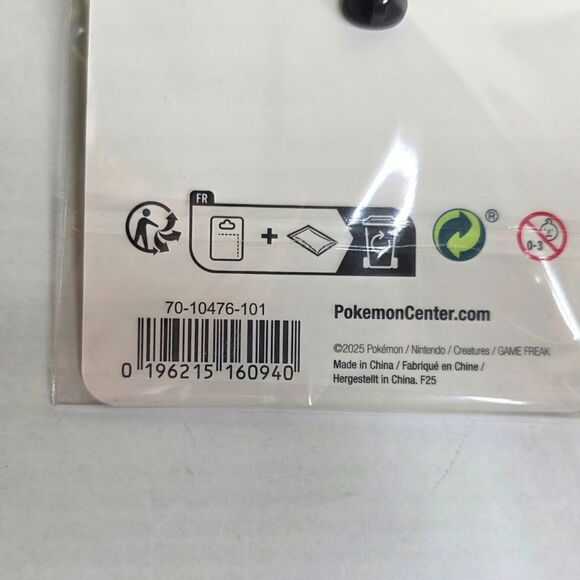 FR
+
®
0-3
70-10476-101
0 196215 160940
PokemonCenter.com
©2025 Pokémon / Nintendo / Creatures / GAME FREAK
Made in China / Fabriqué en Chine /
Hergestellt in China. F25